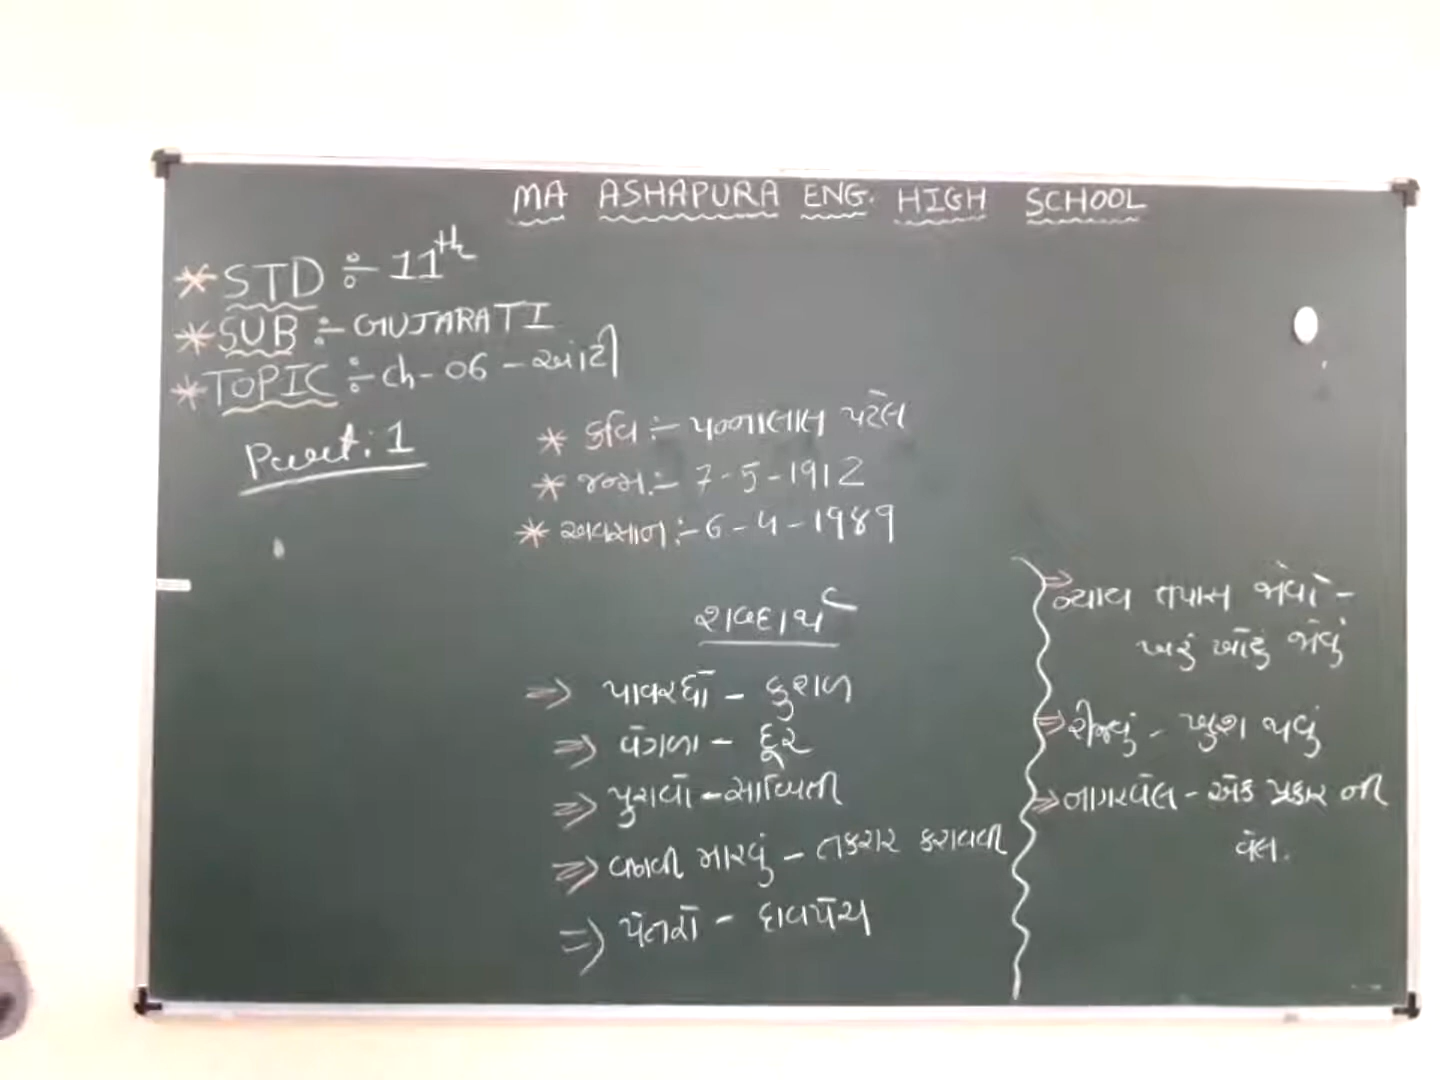 MA ASHAPURA ENG. HIGH SCHOOL
* STD :- 11th
* SUB :- GUJARATI
* TOPIC :- Ch-06 - આંટી
Part: 1
* કવિ :- પન્નાલાલ પટેલ
* જન્મ :- 7-5-1912
* અવસાન :- 6-4-1989
શબ્દાર્થ
⇒ પાવરધો - કુશળ
⇒ વેગળા - દૂર
⇒ પુરાવો - સાબિતી
⇒ મારવું - તકરાર કરાવવી
⇒ પેંતરો - દાવપેચ
⇒ ન્યાય તપાસ જોવો -
ખરું ખોટું જોવું
⇒ રીઝવું - ખુશ થવું
⇒ નાગરવેલ - એક પ્રકાર ની
વેલ.